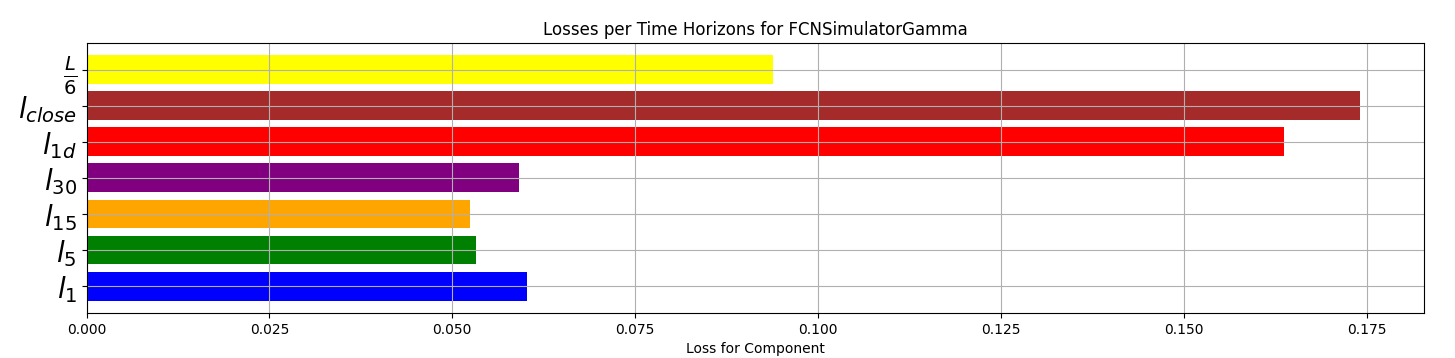 Losses per Time Horizons for FCNSimulatorGamma
L/6
l_close
l_1d
l_30
l_15
l_5
l_1
0.000 0.025 0.050 0.075 0.100 0.125 0.150 0.175
Loss for Component